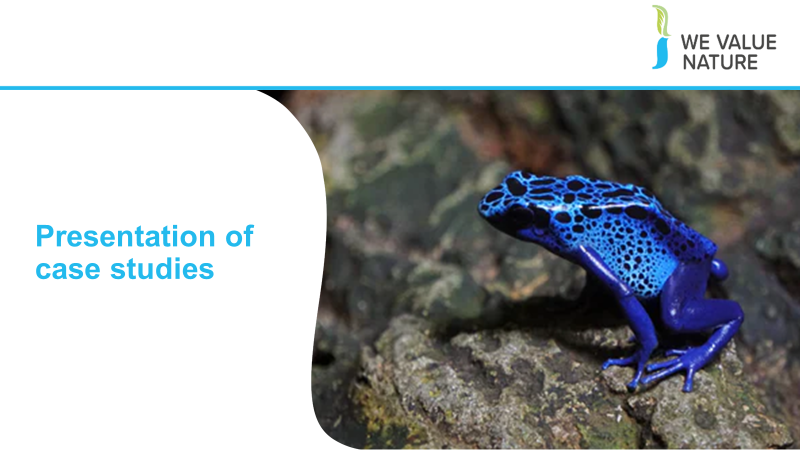 WE VALUE
NATURE
Presentation of
case studies